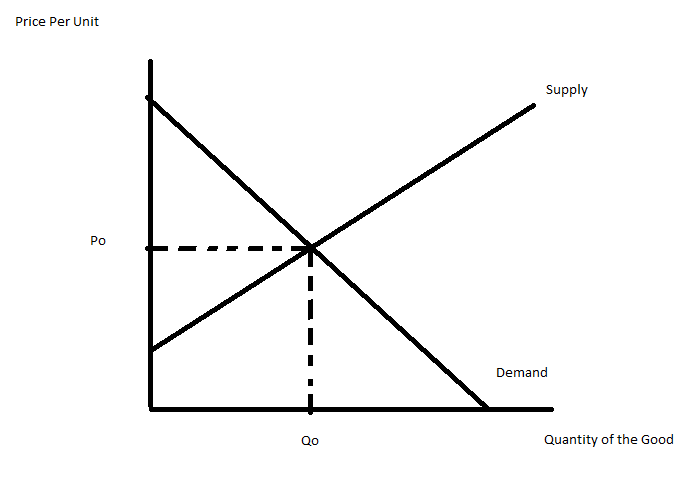 Price Per Unit
Supply
Po
Demand
Qo
Quantity of the Good